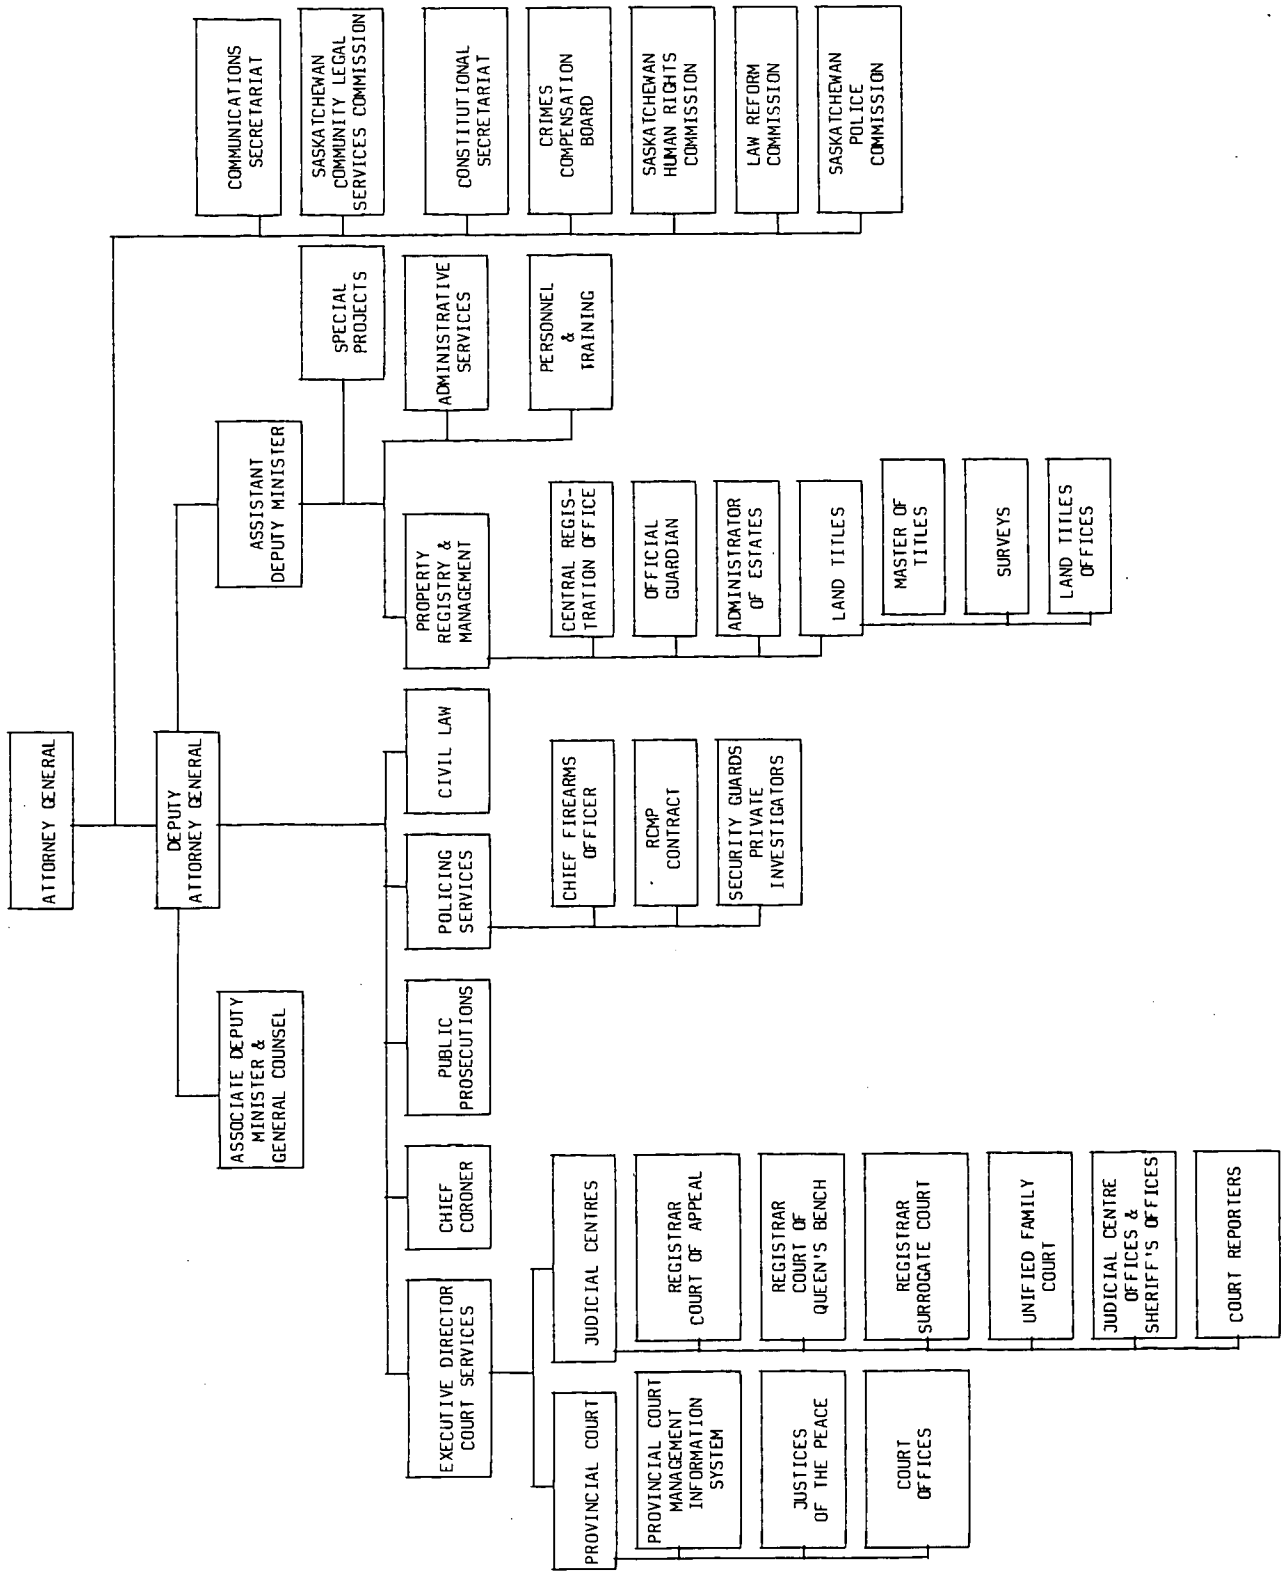 ATTORNEY GENERAL
DEPUTY
ATTORNEY GENERAL
ASSOCIATE DEPUTY
MINISTER &
GENERAL COUNSEL
ASSISTANT
DEPUTY MINISTER
COMMUNICATIONS
SECRETARIAT
SASKATCHEWAN
COMMUNITY LEGAL
SERVICES COMMISSION
CONSTITUTIONAL
SECRETARIAT
CRIMES
COMPENSATION
BOARD
SASKATCHEWAN
HUMAN RIGHTS
COMMISSION
LAW REFORM
COMMISSION
SASKATCHEWAN
POLICE
COMMISSION
SPECIAL
PROJECTS
ADMINISTRATIVE
SERVICES
PERSONNEL
&
TRAINING
EXECUTIVE DIRECTOR
COURT SERVICES
CHIEF
CORONER
PUBLIC
PROSECUTIONS
POLICING
SERVICES
CIVIL LAW
PROPERTY
REGISTRY &
MANAGEMENT
PROVINCIAL COURT
PROVINCIAL COURT
MANAGEMENT
INFORMATION
SYSTEM
JUSTICES
OF THE PEACE
COURT
OFFICES
JUDICIAL CENTRES
REGISTRAR
COURT OF APPEAL
REGISTRAR
COURT OF
QUEEN'S BENCH
REGISTRAR
SURROGATE COURT
UNIFIED FAMILY
COURT
JUDICIAL CENTRE
OFFICES &
SHERIFF'S OFFICES
COURT REPORTERS
CHIEF FIREARMS
OFFICER
RCMP
CONTRACT
SECURITY GUARDS
PRIVATE
INVESTIGATORS
CENTRAL REGIS-
TRATION OFFICE
OFFICIAL
GUARDIAN
ADMINISTRATOR
OF ESTATES
LAND TITLES
MASTER OF
TITLES
SURVEYS
LAND TITLES
OFFICES